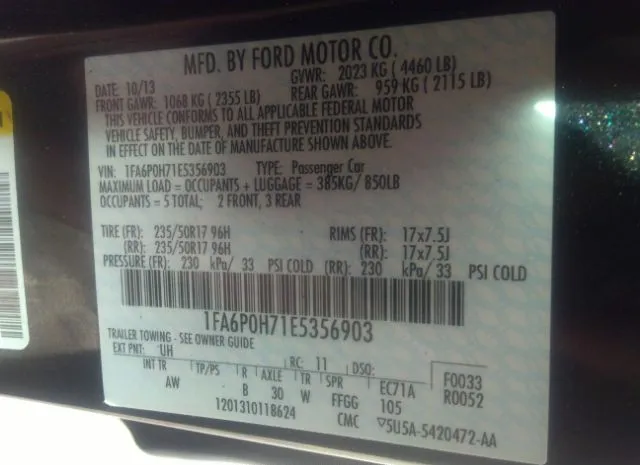 MFD. BY FORD MOTOR CO.
DATE: 10/13 GVWR: 2023 KG ( 4460 LB)
FRONT GAWR: 1068 KG ( 2355 LB) REAR GAWR: 959 KG ( 2115 LB)
THIS VEHICLE CONFORMS TO ALL APPLICABLE FEDERAL MOTOR
VEHICLE SAFETY, BUMPER, AND THEFT PREVENTION STANDARDS
IN EFFECT ON THE DATE OF MANUFACTURE SHOWN ABOVE.
VIN: 1FA6P0H71E5356903 TYPE: Passenger Car
MAXIMUM LOAD = OCCUPANTS + LUGGAGE = 385KG/ 850LB
OCCUPANTS = 5 TOTAL; 2 FRONT, 3 REAR
TIRE (FR): 235/50R17 96H RIMS (FR): 17x7.5J
(RR): 235/50R17 96H (RR): 17x7.5J
PRESSURE (FR): 230 kPa/ 33 PSI COLD (RR): 230 kPa/ 33 PSI COLD
1FA6P0H71E5356903
TRAILER TOWING - SEE OWNER GUIDE
EXT PNT: UH RC: 11 DSO: F0033
INT TR TP/PS R AXLE TR SPR EC71A R0052
AW B 30 W FFGG 105
1201310118624 CMC 5U5A-5420472-AA